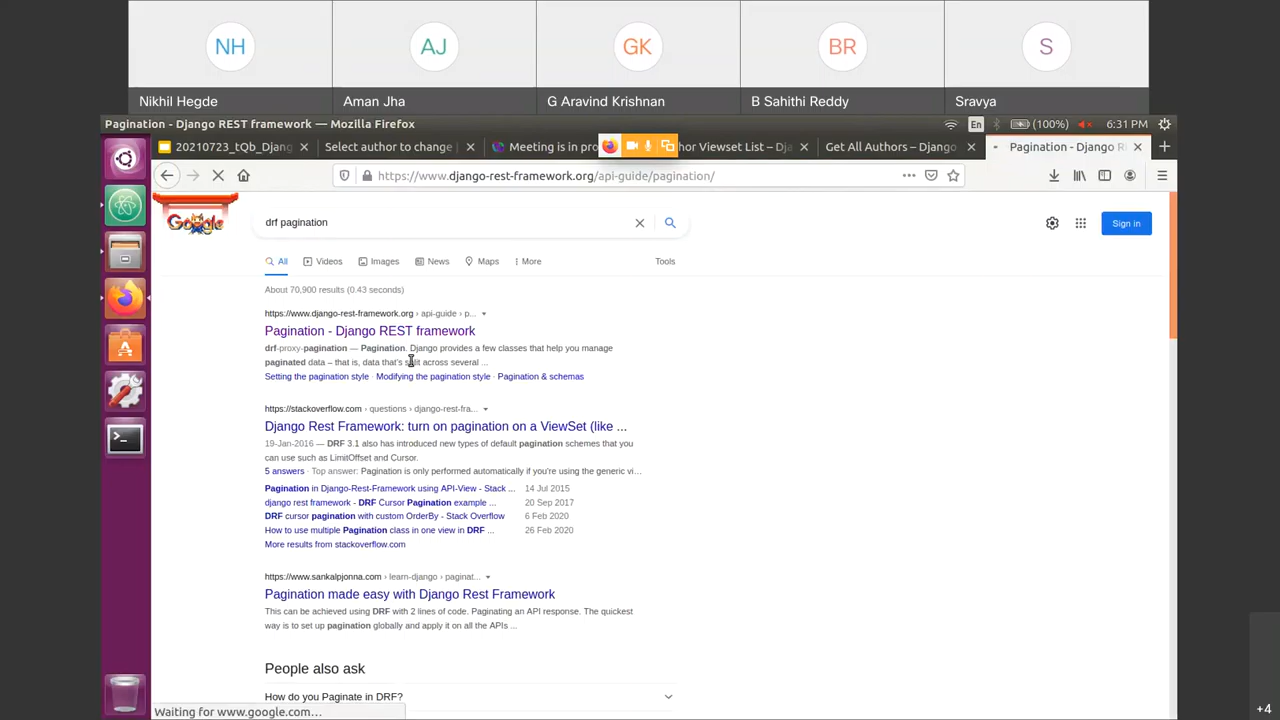 NH
AJ
GK
BR
S
Nikhil Hegde
Aman Jha
G Aravind Krishnan
B Sahithi Reddy
Sravya
Pagination - Django REST framework — Mozilla Firefox
En
(100%)
6:31 PM
20210723_tQb_Djang
Select author to change
Meeting is in pro
hor Viewset List – Dj
Get All Authors – Django
Pagination - Django R
https://www.django-rest-framework.org/api-guide/pagination/
Google
drf pagination
Sign in
All
Videos
Images
News
Maps
More
Tools
About 70,900 results (0.43 seconds)
https://www.django-rest-framework.org › api-guide › p...
Pagination - Django REST framework
drf-proxy-pagination — Pagination. Django provides a few classes that help you manage
paginated data – that is, data that's split across several ...
Setting the pagination style · Modifying the pagination style · Pagination & schemas
https://stackoverflow.com › questions › django-rest-fra...
Django Rest Framework: turn on pagination on a ViewSet (like ...
19-Jan-2016 — DRF 3.1 also has introduced new types of default pagination schemes that you
can use such as LimitOffset and Cursor.
5 answers · Top answer: Pagination is only performed automatically if you're using the generic vi...
Pagination in Django-Rest-Framework using API-View - Stack ... 14 Jul 2015
django rest framework - DRF Cursor Pagination example ... 20 Sep 2017
DRF cursor pagination with custom OrderBy - Stack Overflow 6 Feb 2020
How to use multiple Pagination class in one view in DRF ... 26 Feb 2020
More results from stackoverflow.com
https://www.sankalpjonna.com › learn-django › paginat...
Pagination made easy with Django Rest Framework
This can be achieved using DRF with 2 lines of code. Paginating an API response. The quickest
way is to set up pagination globally and apply it on all the APIs ...
People also ask
How do you Paginate in DRF?
Waiting for www.google.com…
+4